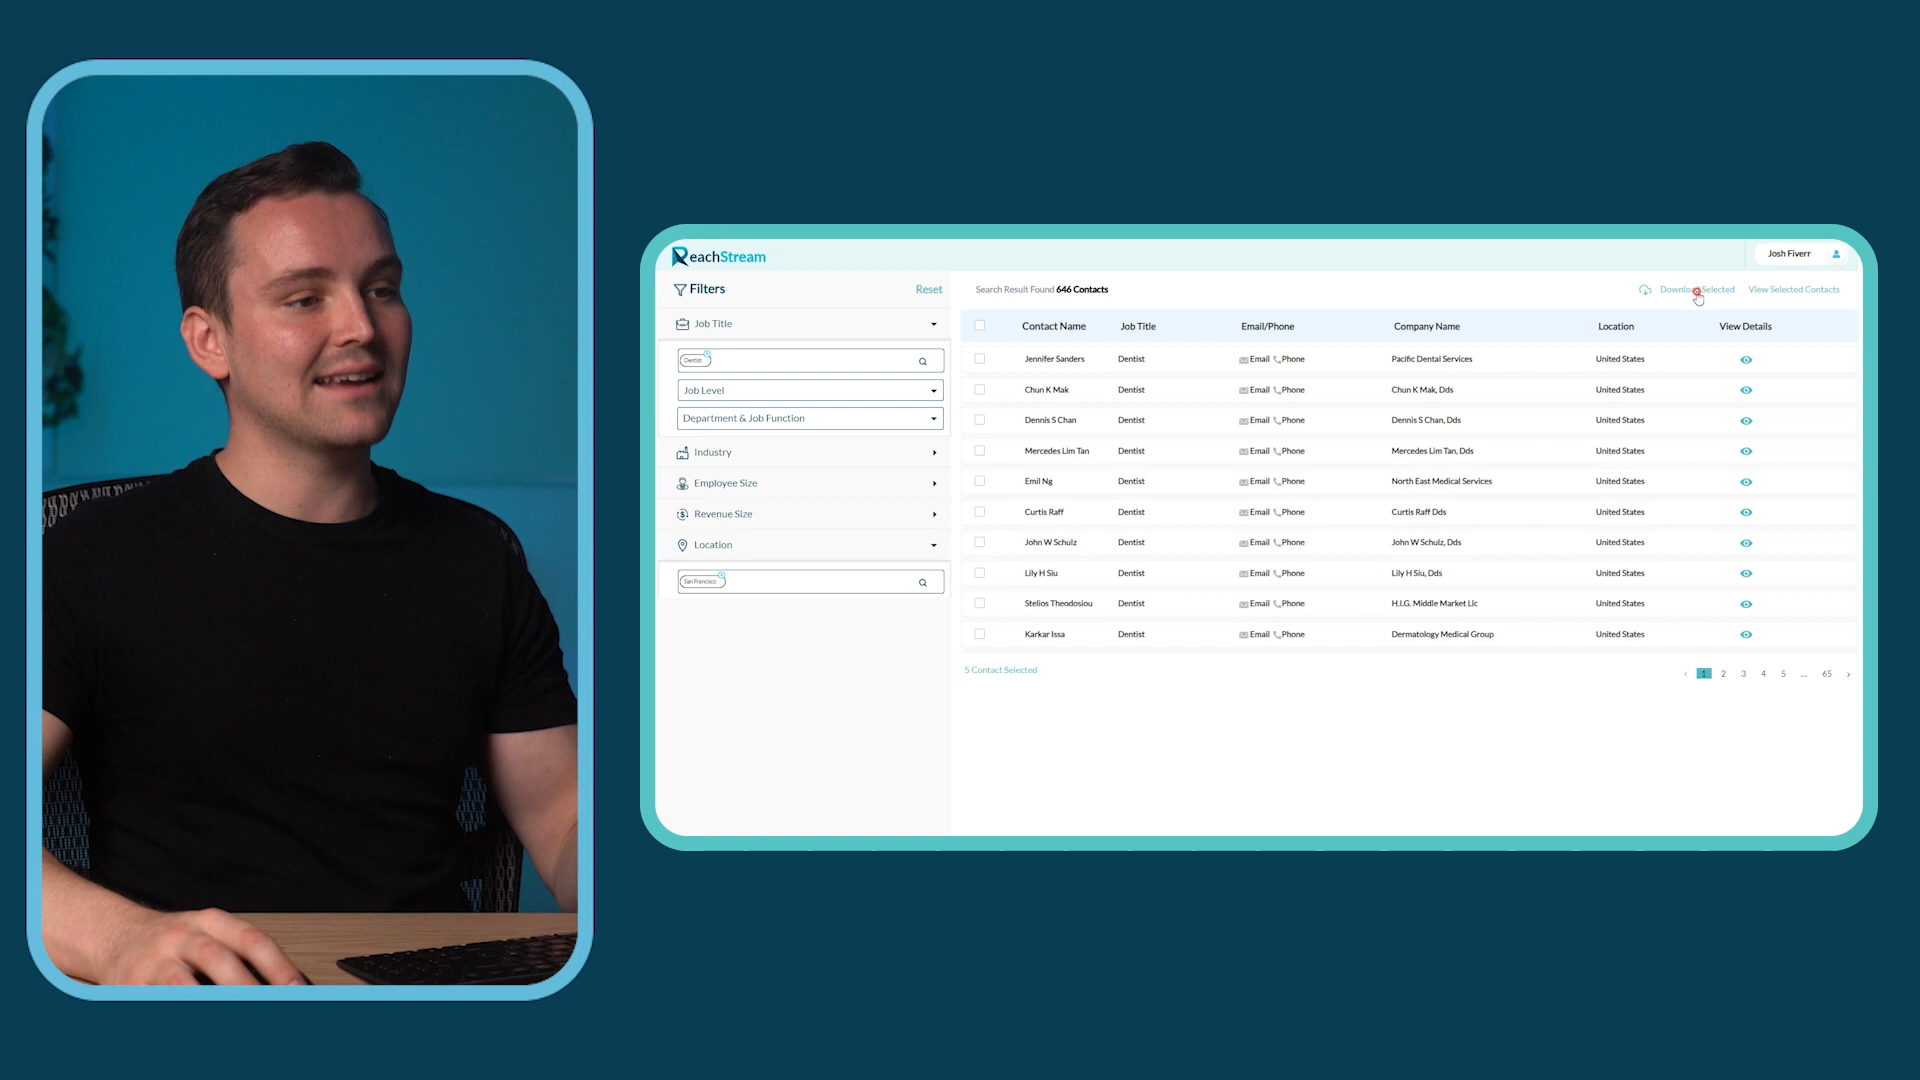 ReachStream
Josh Fiverr
Filters
Reset
Search Result Found 646 Contacts
Download Selected
View Selected Contacts
Job Title
Contact Name Job Title Email/Phone Company Name Location View Details
Dentist
Job Level
Department & Job Function
Industry
Employee Size
Revenue Size
Location
San Francisco
Jennifer Sanders Dentist Email Phone Pacific Dental Services United States
Chun K Mak Dentist Email Phone Chun K Mak, Dds United States
Dennis S Chan Dentist Email Phone Dennis S Chan, Dds United States
Mercedes Lim Tan Dentist Email Phone Mercedes Lim Tan, Dds United States
Emil Ng Dentist Email Phone North East Medical Services United States
Curtis Raff Dentist Email Phone Curtis Raff Dds United States
John W Schulz Dentist Email Phone John W Schulz, Dds United States
Lily H Siu Dentist Email Phone Lily H Siu, Dds United States
Stelios Theodosiou Dentist Email Phone H.I.G. Middle Market Llc United States
Karkar Issa Dentist Email Phone Dermatology Medical Group United States
5 Contact Selected
‹ 1 2 3 4 5 ... 65 ›